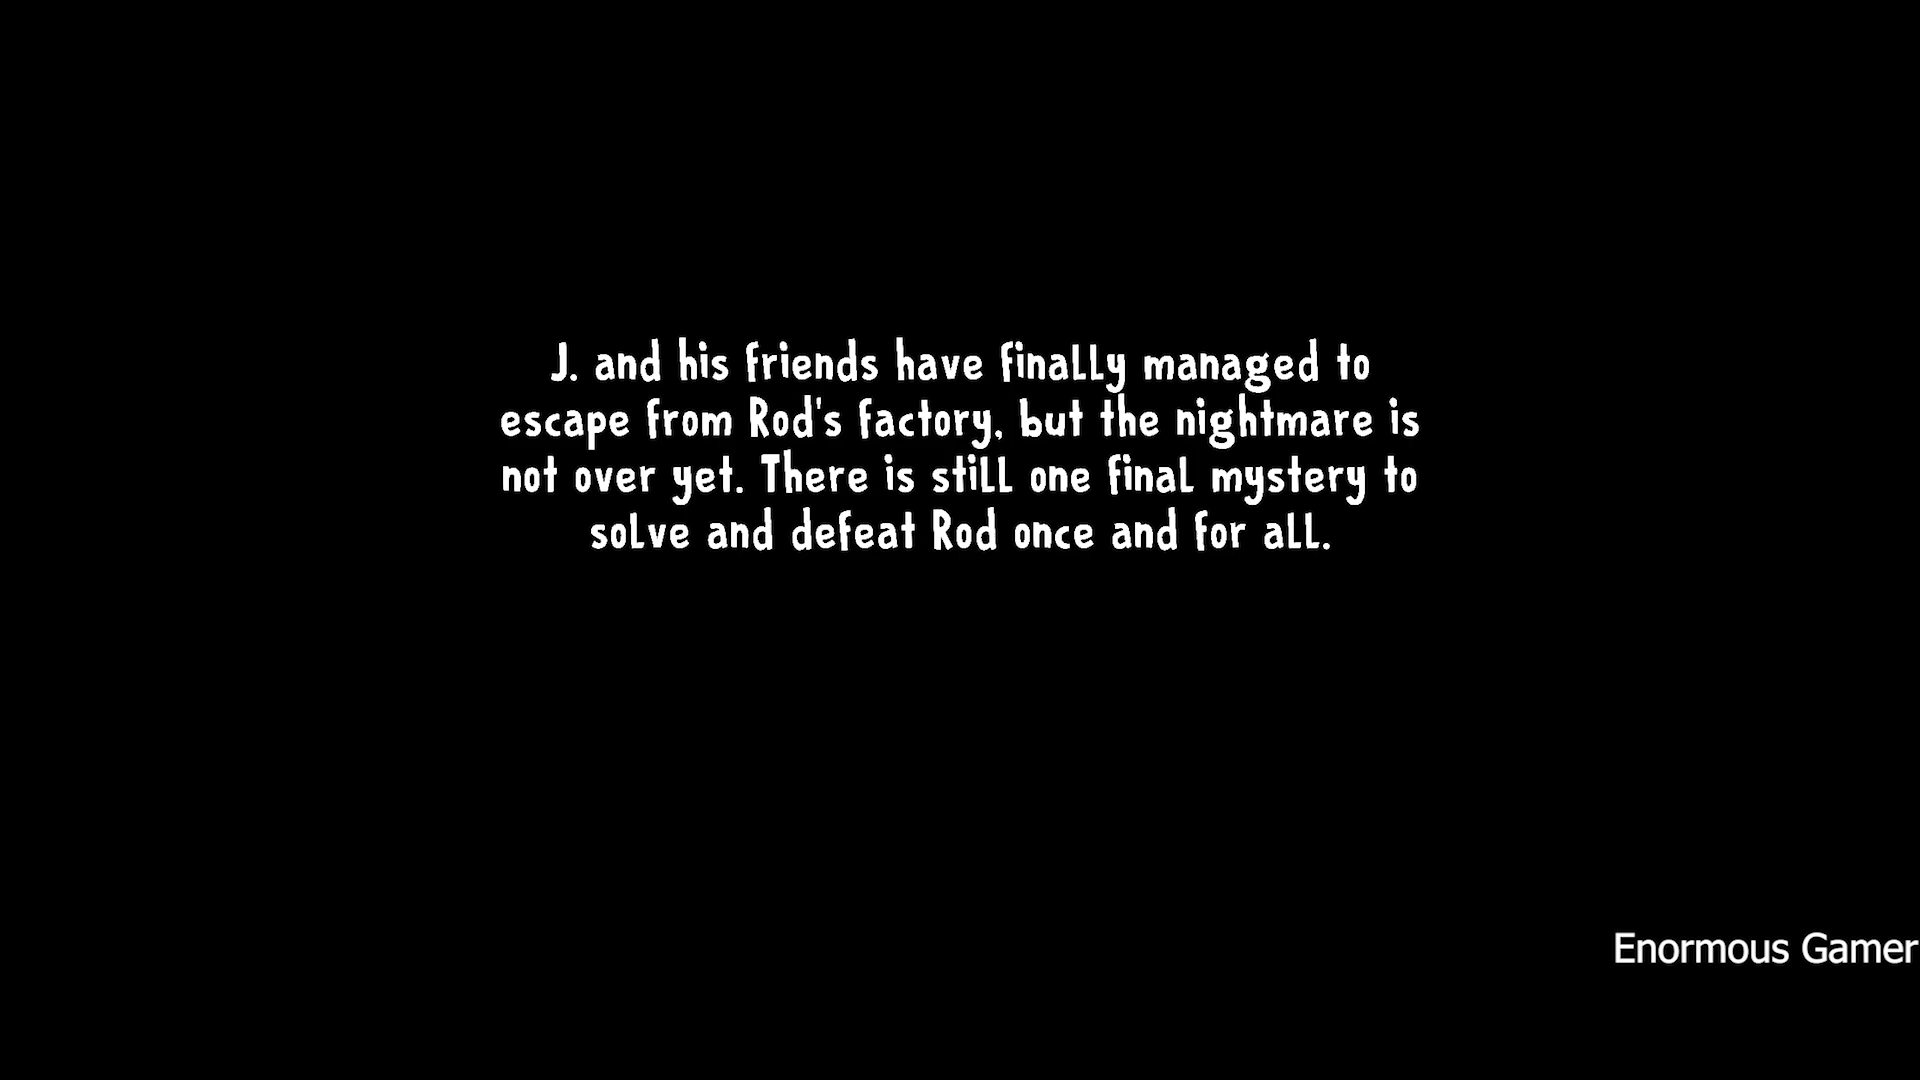 J. and his friends have finally managed to
escape from Rod's factory, but the nightmare is
not over yet. There is still one final mystery to
solve and defeat Rod once and for all.
Enormous Gamer